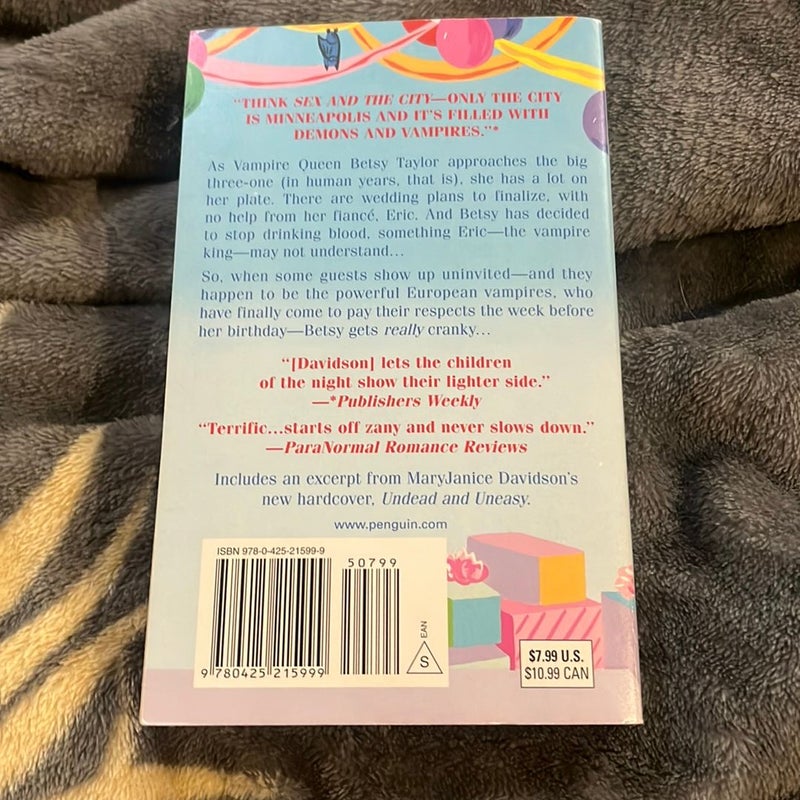 "THINK SEX AND THE CITY—ONLY THE CITY
IS MINNEAPOLIS AND IT'S FILLED WITH
DEMONS AND VAMPIRES."*
As Vampire Queen Betsy Taylor approaches the big
three-one (in human years, that is), she has a lot on
her plate. There are wedding plans to finalize, with
no help from her fiancé, Eric. And Betsy has decided
to stop drinking blood, something Eric—the vampire
king—may not understand...
So, when some guests show up uninvited—and they
happen to be the powerful European vampires, who
have finally come to pay their respects the week before
her birthday—Betsy gets really cranky...
"[Davidson] lets the children
of the night show their lighter side."
—*Publishers Weekly
"Terrific...starts off zany and never slows down."
—ParaNormal Romance Reviews
Includes an excerpt from MaryJanice Davidson's
new hardcover, Undead and Uneasy.
www.penguin.com
ISBN 978-0-425-21599-9
50799
9 780425 215999
S
EAN
$7.99 U.S.
$10.99 CAN